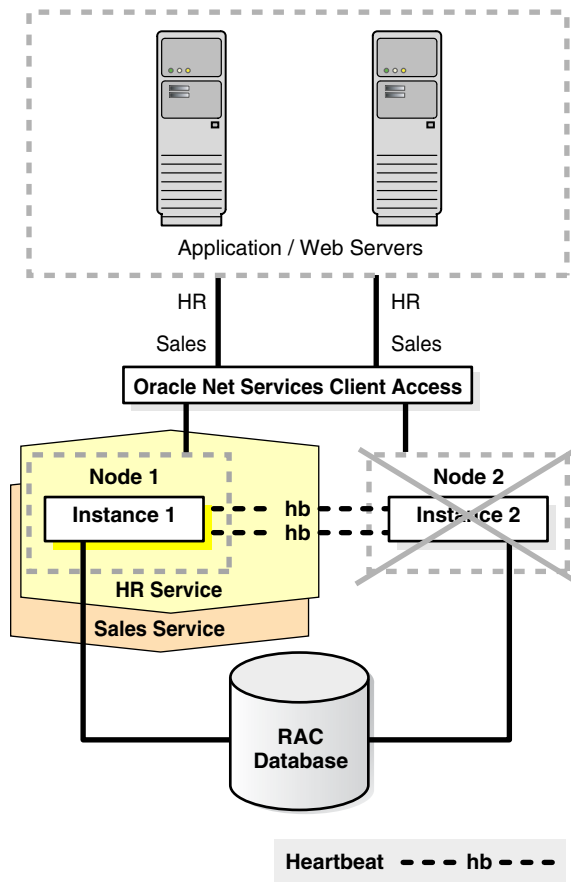 Application / Web Servers
HR HR
Sales Sales
Oracle Net Services Client Access
Node 1 Node 2
Instance 1 hb Instance 2
hb
HR Service
Sales Service
RAC
Database
Heartbeat hb